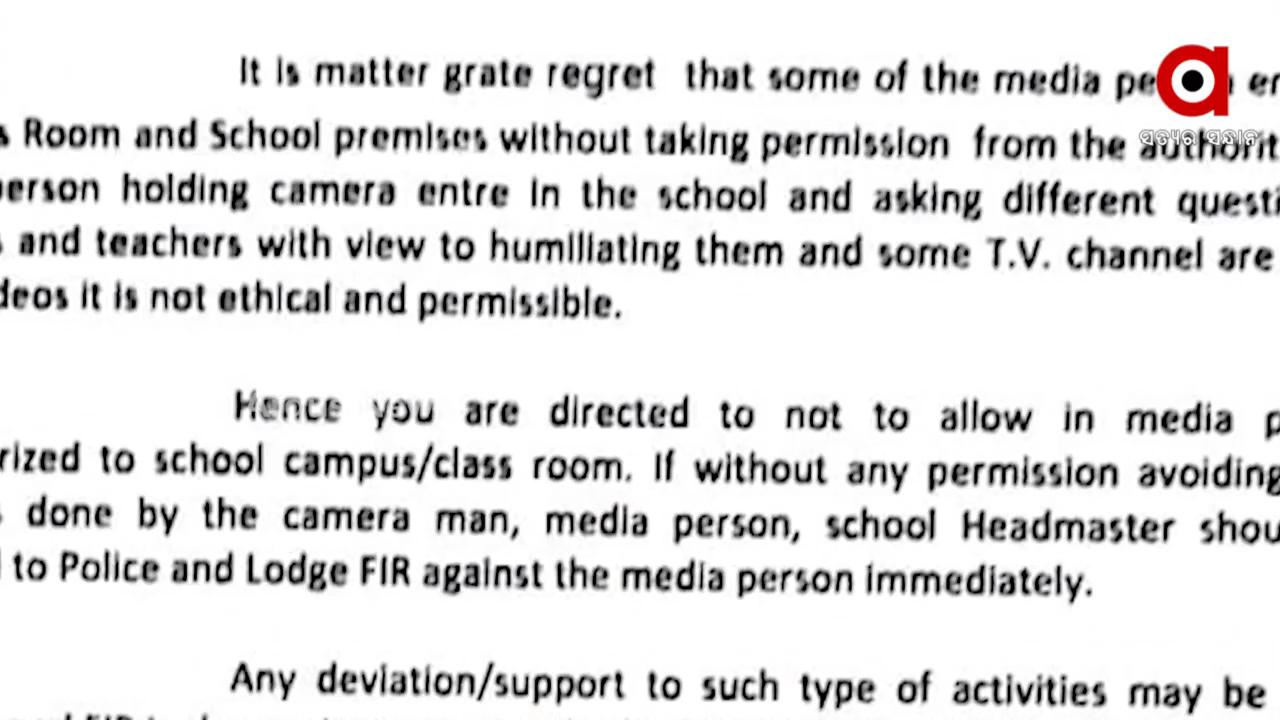 It is matter grate regret that some of the media
Room and School premises without taking permission from the
person holding camera entre in the school and asking different
and teachers with view to humiliating them and some T.V. channel are
it is not ethical and permissible.
Hence you are directed to not to allow in media
to school campus/class room. If without any permission avoiding
done by the camera man, media person, school Headmaster
to Police and Lodge FIR against the media person immediately.
Any deviation/support to such type of activities may be